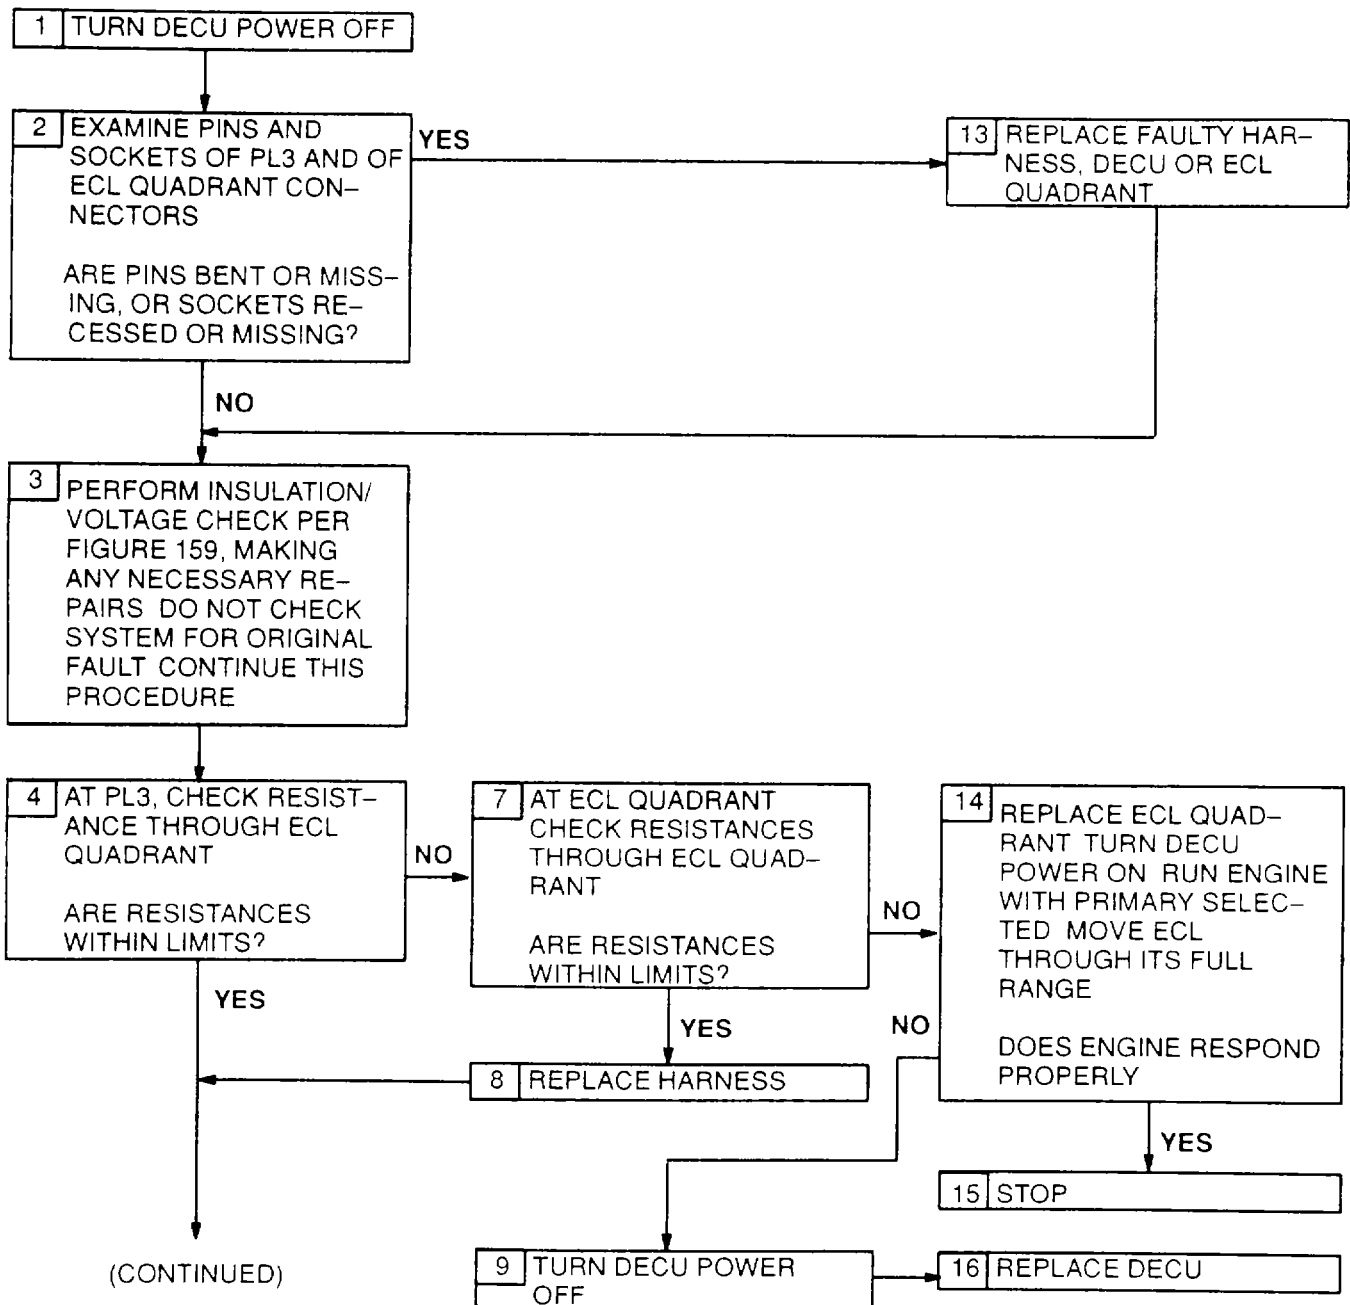 1 TURN DECU POWER OFF
2 EXAMINE PINS AND
SOCKETS OF PL3 AND OF
ECL QUADRANT CON–
NECTORS
ARE PINS BENT OR MISS–
ING, OR SOCKETS RE–
CESSED OR MISSING?
YES
13 REPLACE FAULTY HAR–
NESS, DECU OR ECL
QUADRANT
NO
3 PERFORM INSULATION/
VOLTAGE CHECK PER
FIGURE 159, MAKING
ANY NECESSARY RE–
PAIRS DO NOT CHECK
SYSTEM FOR ORIGINAL
FAULT CONTINUE THIS
PROCEDURE
4 AT PL3, CHECK RESIST–
ANCE THROUGH ECL
QUADRANT
ARE RESISTANCES
WITHIN LIMITS?
NO
YES
7 AT ECL QUADRANT
CHECK RESISTANCES
THROUGH ECL QUAD–
RANT
ARE RESISTANCES
WITHIN LIMITS?
NO
YES
8 REPLACE HARNESS
14 REPLACE ECL QUAD–
RANT TURN DECU
POWER ON RUN ENGINE
WITH PRIMARY SELEC–
TED MOVE ECL
THROUGH ITS FULL
RANGE
DOES ENGINE RESPOND
PROPERLY
NO
YES
15 STOP
9 TURN DECU POWER
OFF
16 REPLACE DECU
(CONTINUED)